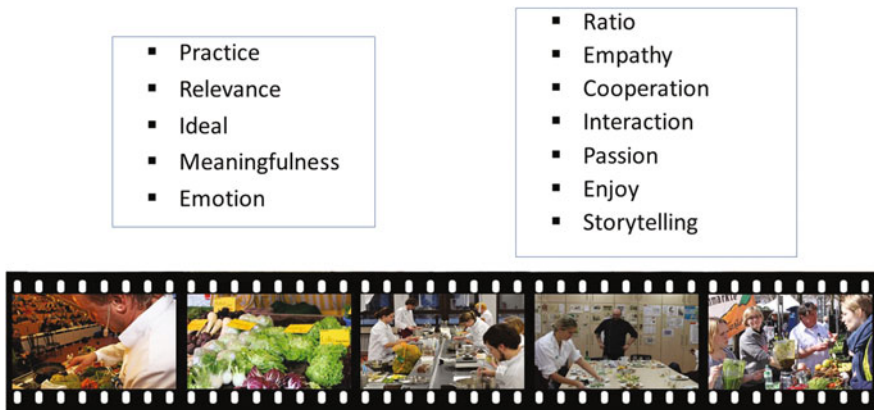 ▪ Practice
▪ Relevance
▪ Ideal
▪ Meaningfulness
▪ Emotion
▪ Ratio
▪ Empathy
▪ Cooperation
▪ Interaction
▪ Passion
▪ Enjoy
▪ Storytelling